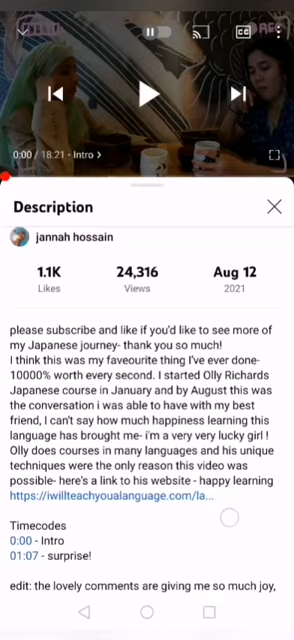 0:00 / 18:21 • Intro >
Description
jannah hossain
1.1K 24,316 Aug 12
Likes Views 2021
please subscribe and like if you'd like to see more of
my Japanese journey- thank you so much!
I think this was my faveourite thing I've ever done-
10000% worth every second. I started Olly Richards
Japanese course in January and by August this was
the conversation i was able to have with my best
friend, I can't say how much happiness learning this
language has brought me- i'm a very very lucky girl !
Olly does courses in many languages and his unique
techniques were the only reason this video was
possible- here's a link to his website - happy learning
https://iwillteachyoualanguage.com/la...
Timecodes
0:00 - Intro
01:07 - surprise!
edit: the lovely comments are giving me so much joy,